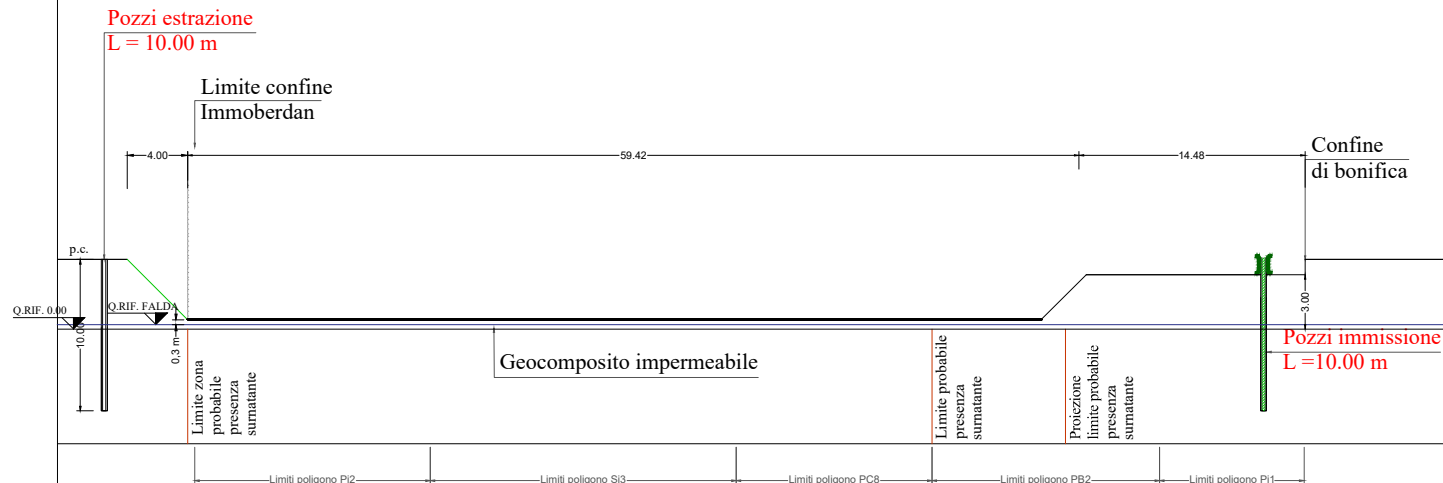 Pozzi estrazione
L = 10.00 m
Limite confine
Immoberdan
4.00
59.42
14.48
Confine
di bonifica
p.c.
Q.RIF. 0.00
Q.RIF. FALDA
10.00
0,3 m
3.00
Geocomposito impermeabile
Pozzi immissione
L =10.00 m
Limite zona
probabile
presenza
surnatante
Limite probabile
presenza
surnatante
Proiezione
limite probabile
presenza
surnatante
Limiti poligono Pi2
Limiti poligono Si3
Limiti poligono PC8
Limiti poligono PB2
Limiti poligono Pi1